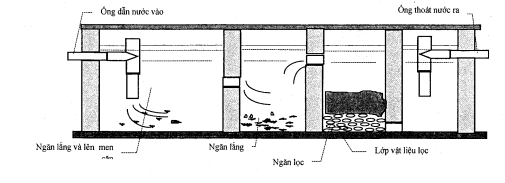 Ống dẫn nước vào
Ống thoát nước ra
Ngăn lắng và lên men
cặn
Ngăn lắng
Ngăn lọc
Lớp vật liệu lọc